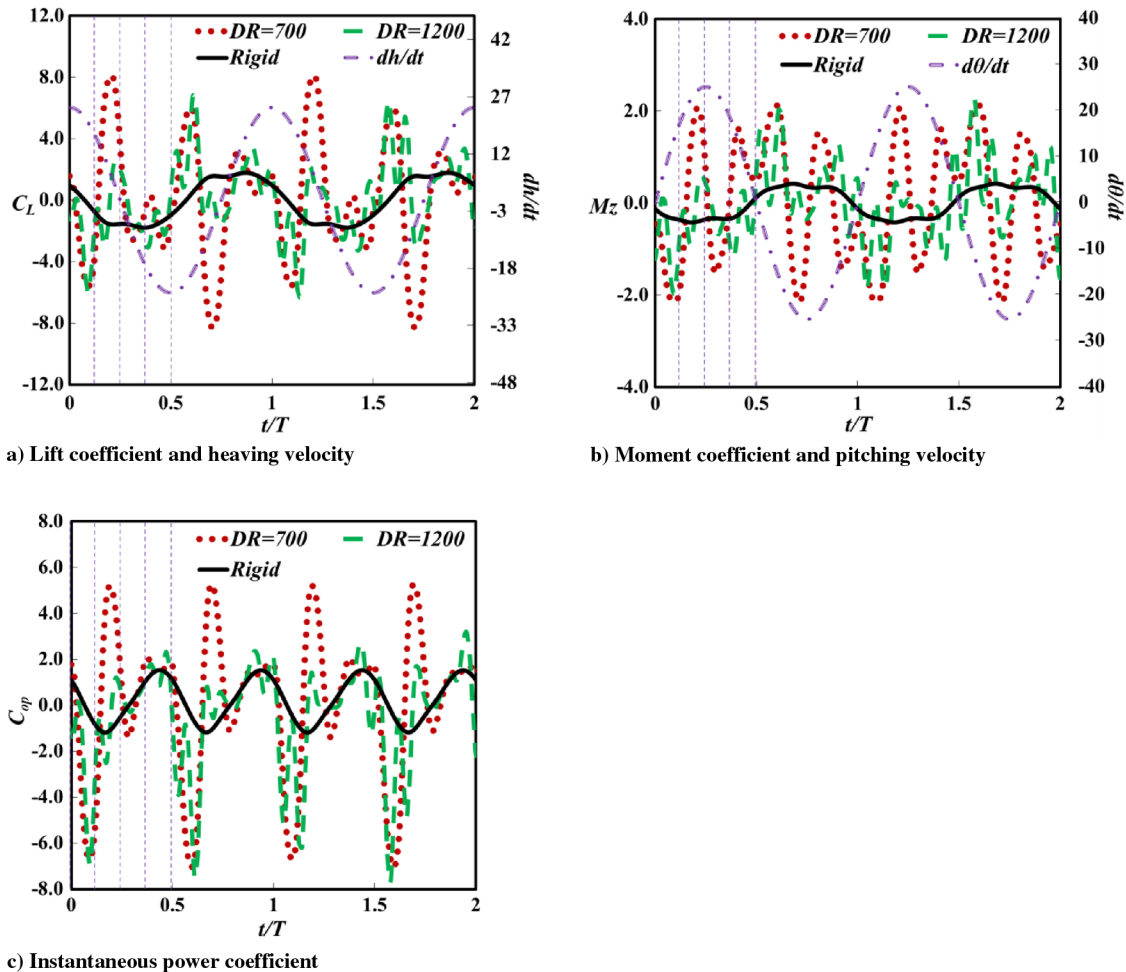 12.0
8.0
4.0
0.0
C_L
-4.0
-8.0
-12.0
DR=700
DR=1200
Rigid
dh/dt
42
27
12
-3
-18
-33
-48
dh/dt
0
0.5
1
1.5
2
t/T
a) Lift coefficient and heaving velocity
4.0
2.0
0.0
Mz
-2.0
-4.0
DR=700
DR=1200
Rigid
dθ/dt
40
30
20
10
0
-10
-20
-30
-40
dθ/dt
0
0.5
1
1.5
2
t/T
b) Moment coefficient and pitching velocity
8.0
6.0
4.0
2.0
0.0
C_op
-2.0
-4.0
-6.0
-8.0
DR=700
DR=1200
Rigid
0
0.5
1
1.5
2
t/T
c) Instantaneous power coefficient